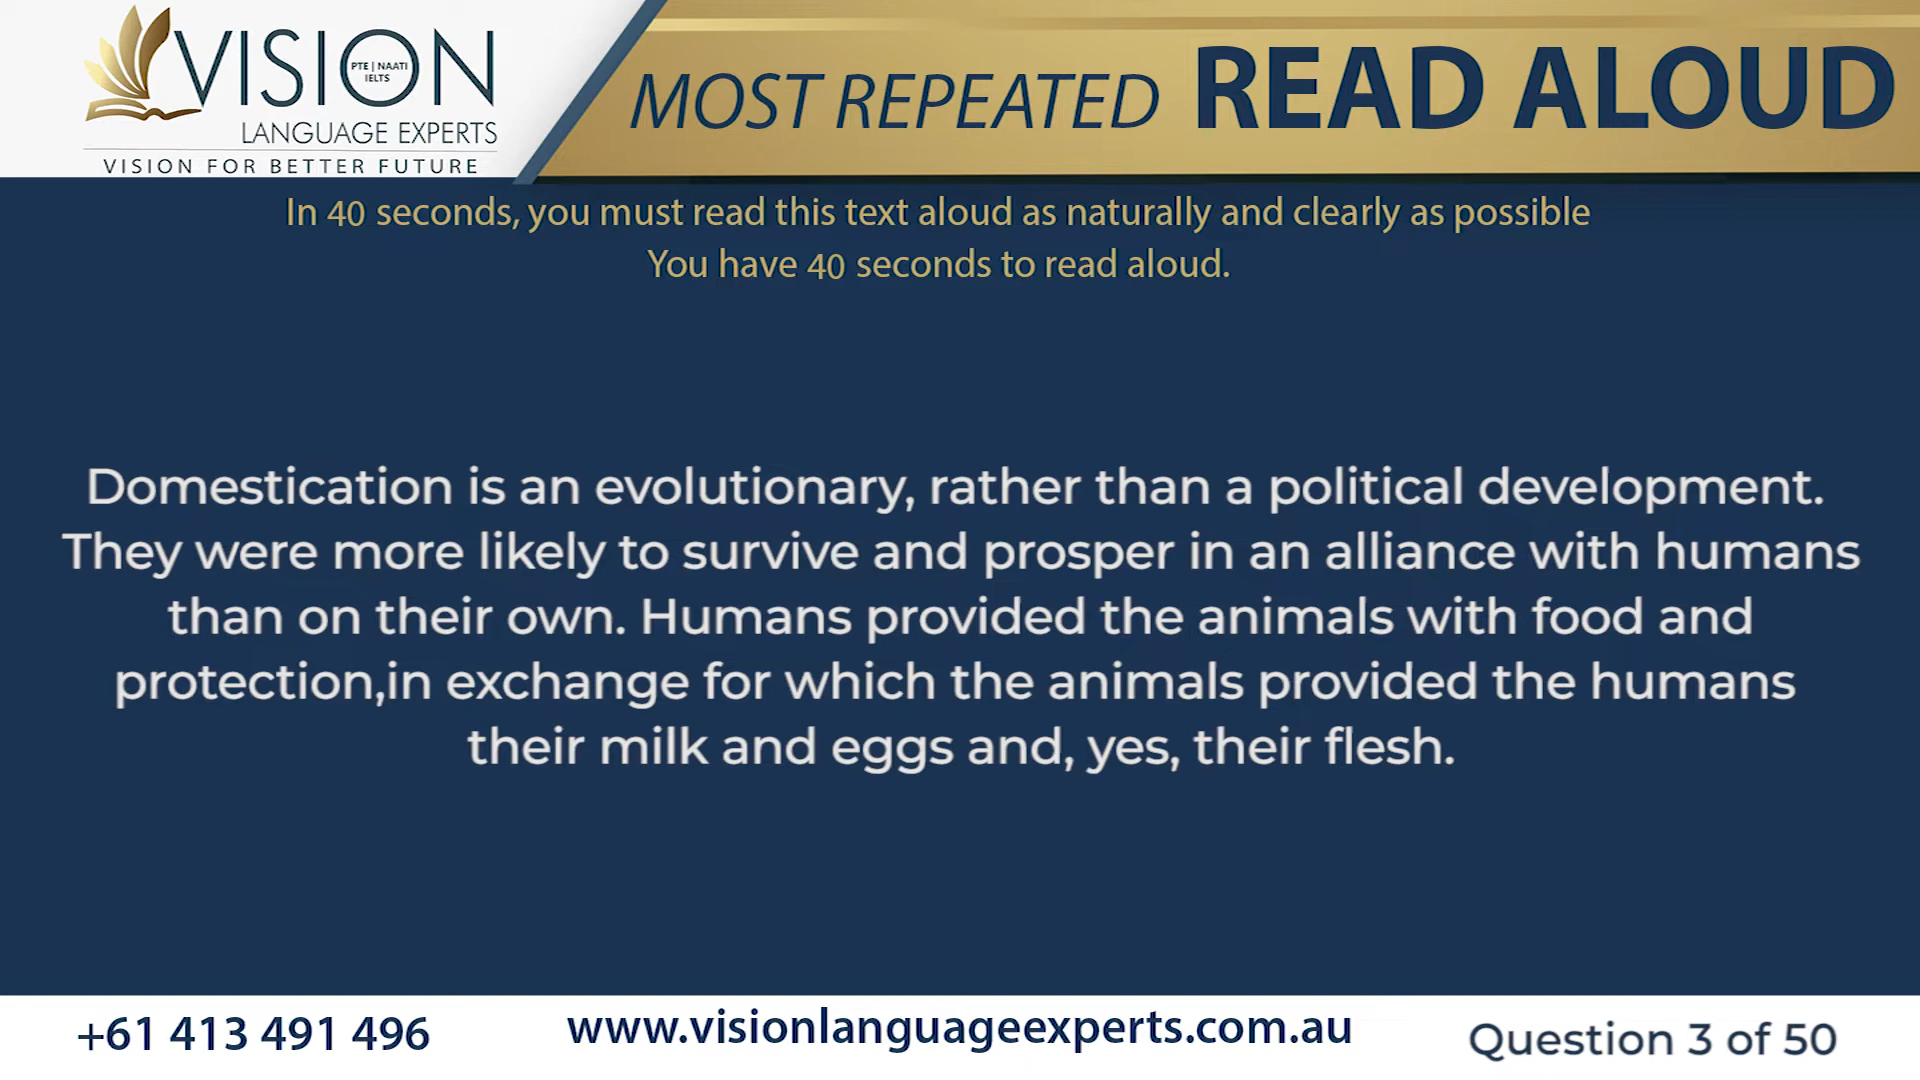 VISION
PTE | NAATI
IELTS
LANGUAGE EXPERTS
VISION FOR BETTER FUTURE
MOST REPEATED READ ALOUD
In 40 seconds, you must read this text aloud as naturally and clearly as possible
You have 40 seconds to read aloud.
Domestication is an evolutionary, rather than a political development.
They were more likely to survive and prosper in an alliance with humans
than on their own. Humans provided the animals with food and
protection,in exchange for which the animals provided the humans
their milk and eggs and, yes, their flesh.
+61 413 491 496
www.visionlanguageexperts.com.au
Question 3 of 50